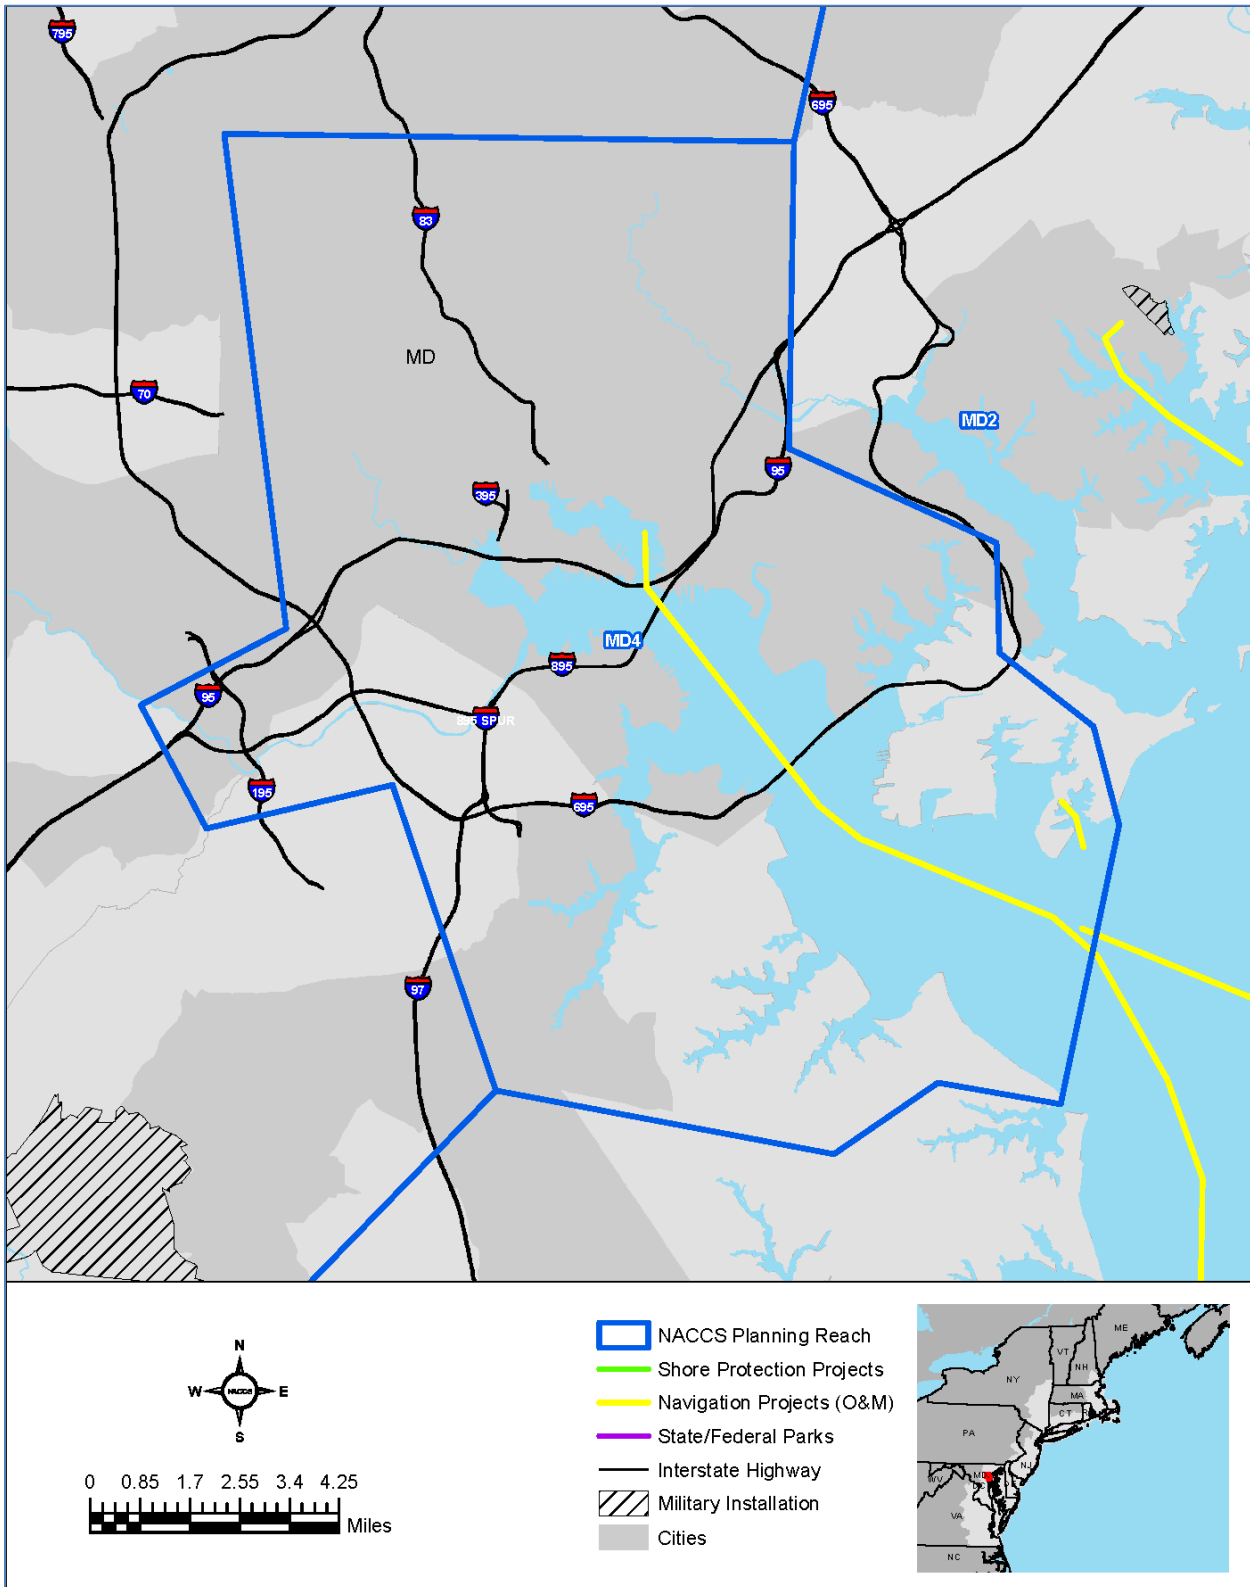 795
695
83
MD
70
MD2
95
395
MD4
895
95
895 SPUR
195
695
97
N
W NACCS E
S
0 0.85 1.7 2.55 3.4 4.25
Miles
NACCS Planning Reach
Shore Protection Projects
Navigation Projects (O&M)
State/Federal Parks
Interstate Highway
Military Installation
Cities
ME
VT
NH
NY
MA
CT
PA
NJ
MD
WV
VA
NC